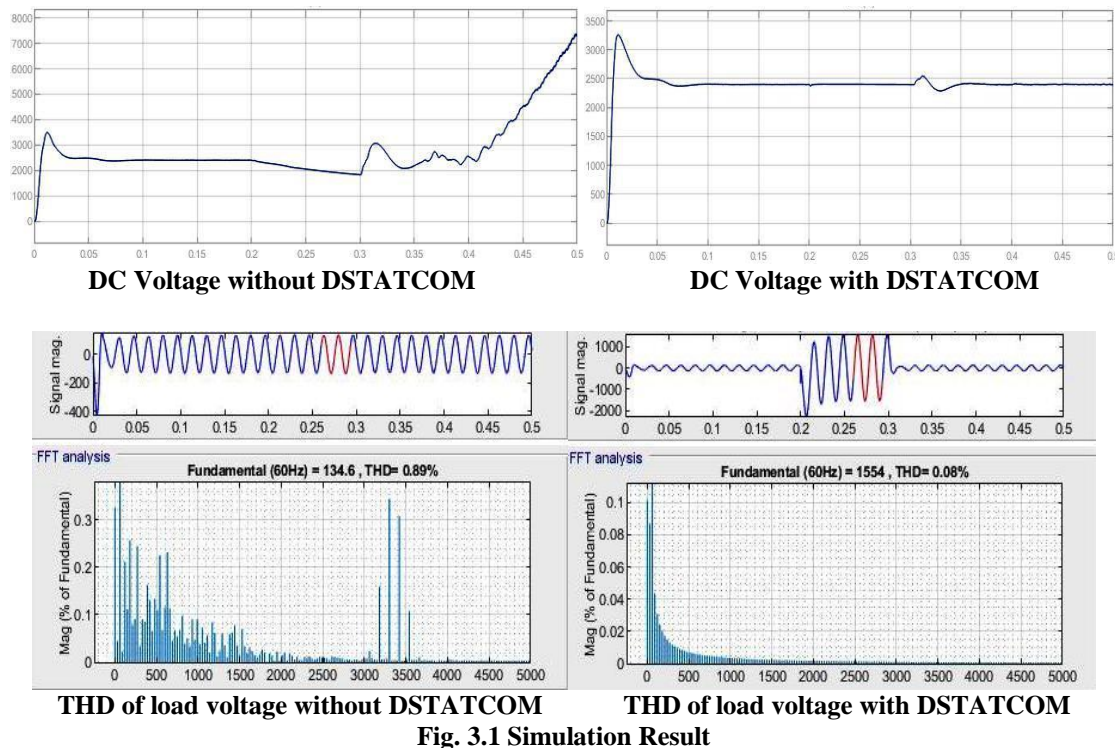 8000
7000
6000
5000
4000
3000
2000
1000
0
0 0.05 0.1 0.15 0.2 0.25 0.3 0.35 0.4 0.45 0.5
DC Voltage without DSTATCOM
3500
3000
2500
2000
1500
1000
500
0
0 0.05 0.1 0.15 0.2 0.25 0.3 0.35 0.4 0.45
DC Voltage with DSTATCOM
Signal mag.
0
-200
-400
0 0.05 0.1 0.15 0.2 0.25 0.3 0.35 0.4 0.45 0.5
FFT analysis
Fundamental (60Hz) = 134.6 , THD= 0.89%
Mag (% of Fundamental)
0.3
0.2
0.1
0
0 500 1000 1500 2000 2500 3000 3500 4000 4500 5000
THD of load voltage without DSTATCOM
Signal mag.
1000
0
-1000
-2000
0 0.05 0.1 0.15 0.2 0.25 0.3 0.35 0.4 0.45 0.5
FFT analysis
Fundamental (60Hz) = 1554 , THD= 0.08%
Mag (% of Fundamental)
0.1
0.08
0.06
0.04
0.02
0
0 500 1000 1500 2000 2500 3000 3500 4000 4500 5000
THD of load voltage with DSTATCOM
Fig. 3.1 Simulation Result